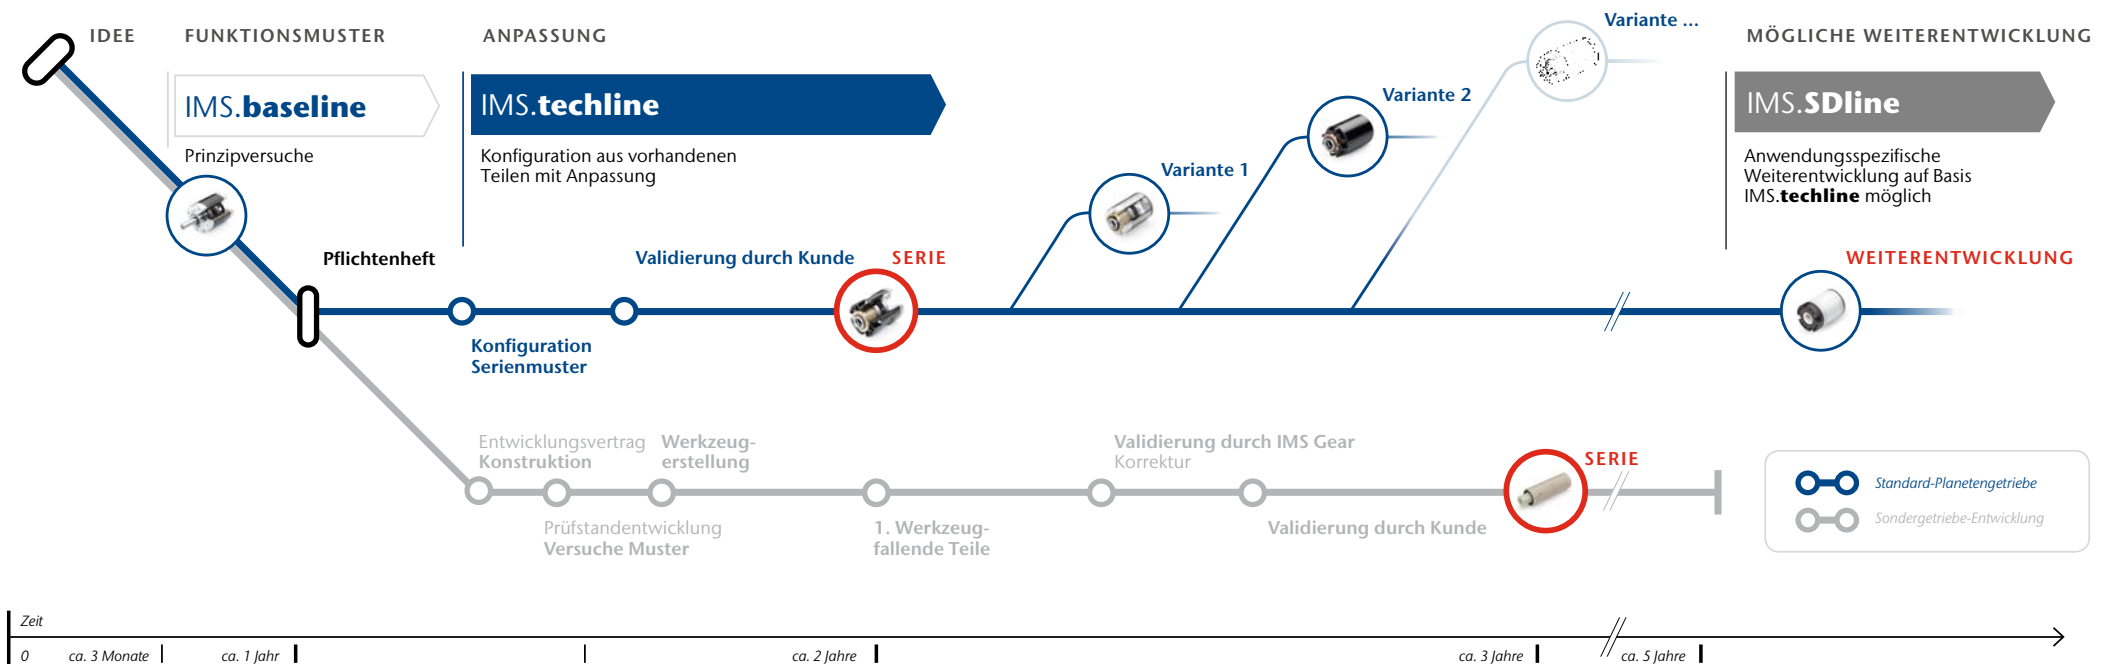 IDEE
FUNKTIONSMUSTER
ANPASSUNG
Variante ...
MÖGLICHE WEITERENTWICKLUNG
IMS.baseline
IMS.techline
Variante 2
IMS.SDline
Prinzipversuche
Konfiguration aus vorhandenen
Teilen mit Anpassung
Variante 1
Anwendungsspezifische
Weiterentwicklung auf Basis
IMS.techline möglich
Pflichtenheft
Validierung durch Kunde
SERIE
WEITERENTWICKLUNG
Konfiguration
Serienmuster
Entwicklungsvertrag
Konstruktion
Werkzeug-
erstellung
Validierung durch IMS Gear
Korrektur
SERIE
Prüfstandentwicklung
Versuche Muster
1. Werkzeug-
fallende Teile
Validierung durch Kunde
Standard-Planetengetriebe
Sondergetriebe-Entwicklung
Zeit
0
ca. 3 Monate
ca. 1 Jahr
ca. 2 Jahre
ca. 3 Jahre
ca. 5 Jahre